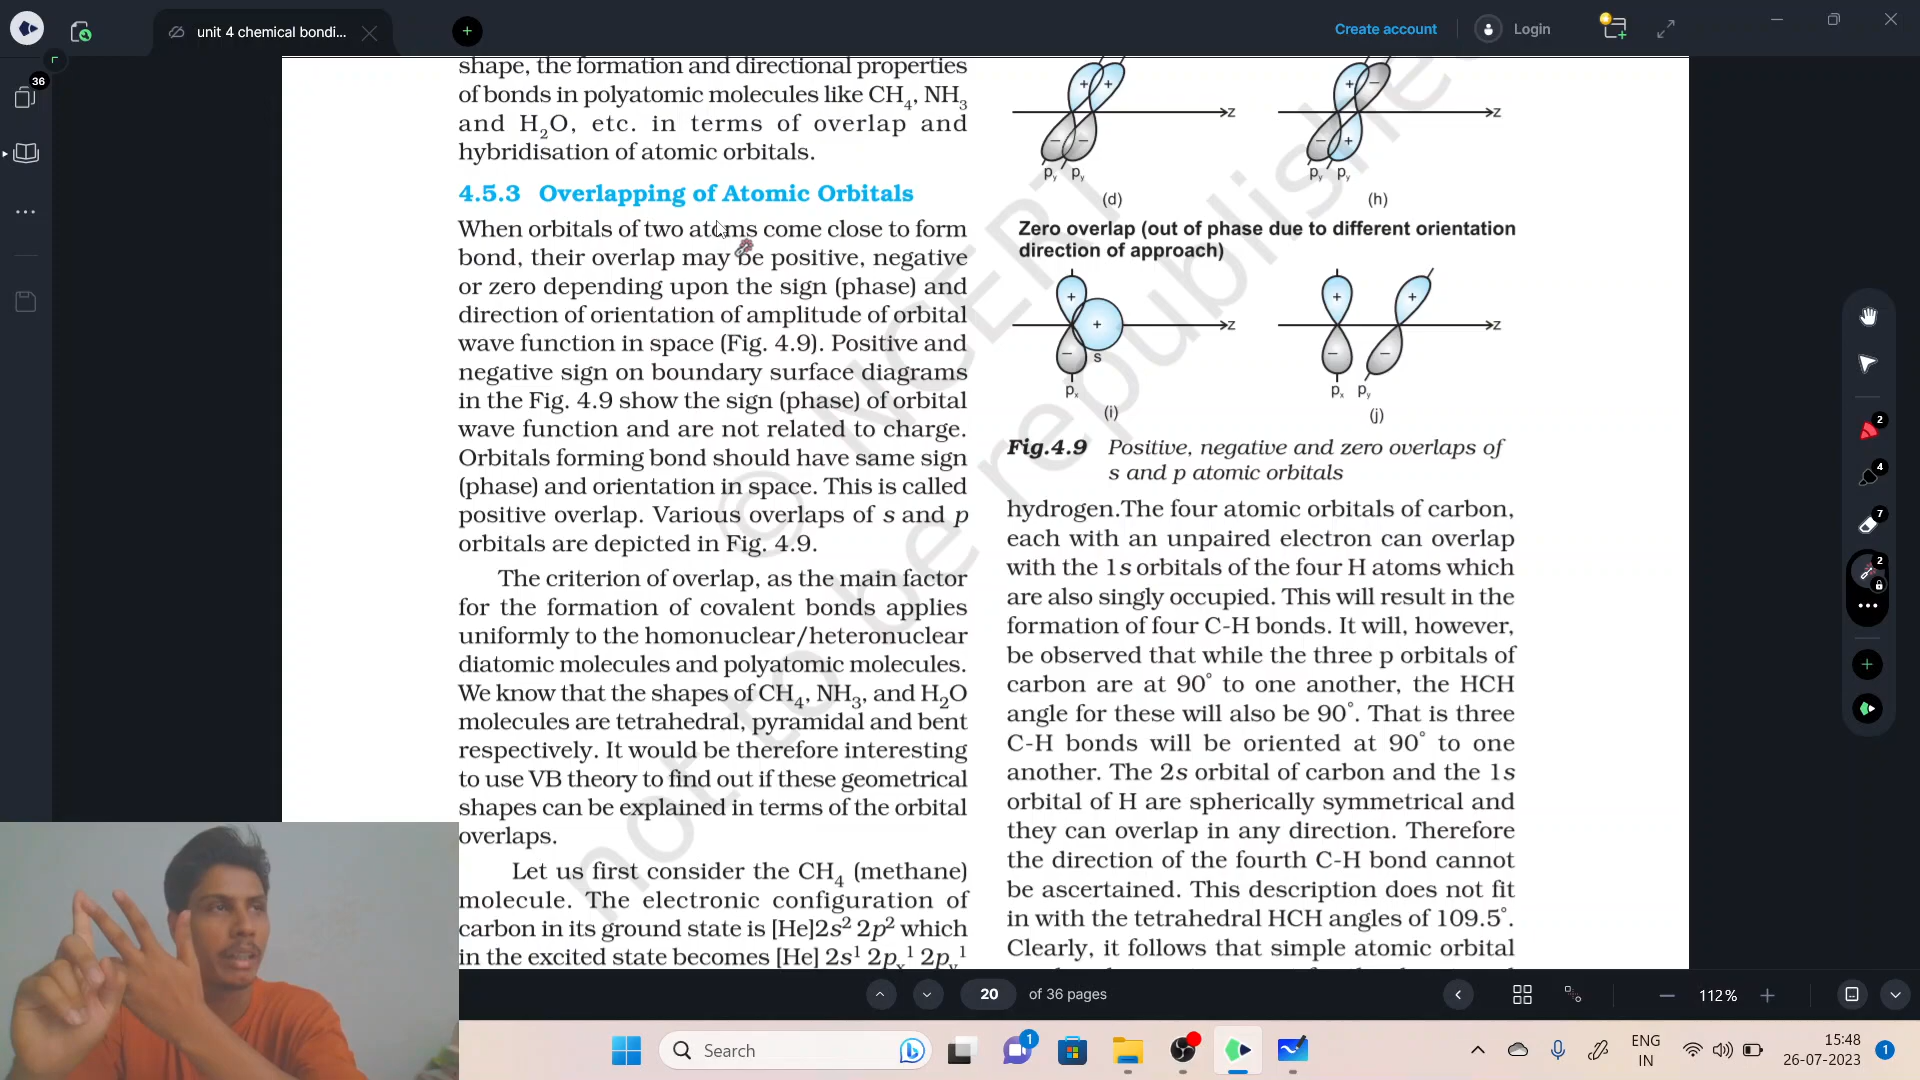 unit 4 chemical bondi...
Create account
Login
36
shape, the formation and directional properties
of bonds in polyatomic molecules like CH₄, NH₃
and H₂O, etc. in terms of overlap and
hybridisation of atomic orbitals.
4.5.3 Overlapping of Atomic Orbitals
When orbitals of two atoms come close to form
bond, their overlap may be positive, negative
or zero depending upon the sign (phase) and
direction of orientation of amplitude of orbital
wave function in space (Fig. 4.9). Positive and
negative sign on boundary surface diagrams
in the Fig. 4.9 show the sign (phase) of orbital
wave function and are not related to charge.
Orbitals forming bond should have same sign
(phase) and orientation in space. This is called
positive overlap. Various overlaps of s and p
orbitals are depicted in Fig. 4.9.
The criterion of overlap, as the main factor
for the formation of covalent bonds applies
uniformly to the homonuclear/heteronuclear
diatomic molecules and polyatomic molecules.
We know that the shapes of CH₄, NH₃, and H₂O
molecules are tetrahedral, pyramidal and bent
respectively. It would be therefore interesting
to use VB theory to find out if these geometrical
shapes can be explained in terms of the orbital
overlaps.
Let us first consider the CH₄ (methane)
molecule. The electronic configuration of
carbon in its ground state is [He]2s² 2p² which
in the excited state becomes [He] 2s¹ 2pₓ¹ 2p_y¹
+ + z
- -
p_y p_y
(d)
+ - z
- +
p_y p_y
(h)
Zero overlap (out of phase due to different orientation
direction of approach)
+
+ z
- s
pₓ
(i)
+ +
z
- -
pₓ p_y
(j)
Fig.4.9 Positive, negative and zero overlaps of
s and p atomic orbitals
hydrogen.The four atomic orbitals of carbon,
each with an unpaired electron can overlap
with the 1s orbitals of the four H atoms which
are also singly occupied. This will result in the
formation of four C-H bonds. It will, however,
be observed that while the three p orbitals of
carbon are at 90° to one another, the HCH
angle for these will also be 90°. That is three
C-H bonds will be oriented at 90° to one
another. The 2s orbital of carbon and the 1s
orbital of H are spherically symmetrical and
they can overlap in any direction. Therefore
the direction of the fourth C-H bond cannot
be ascertained. This description does not fit
in with the tetrahedral HCH angles of 109.5°.
Clearly, it follows that simple atomic orbital
© NCERT
not to be republished
2
4
7
2
20 of 36 pages
112%
Search
1
ENG
IN
15:48
26-07-2023
1